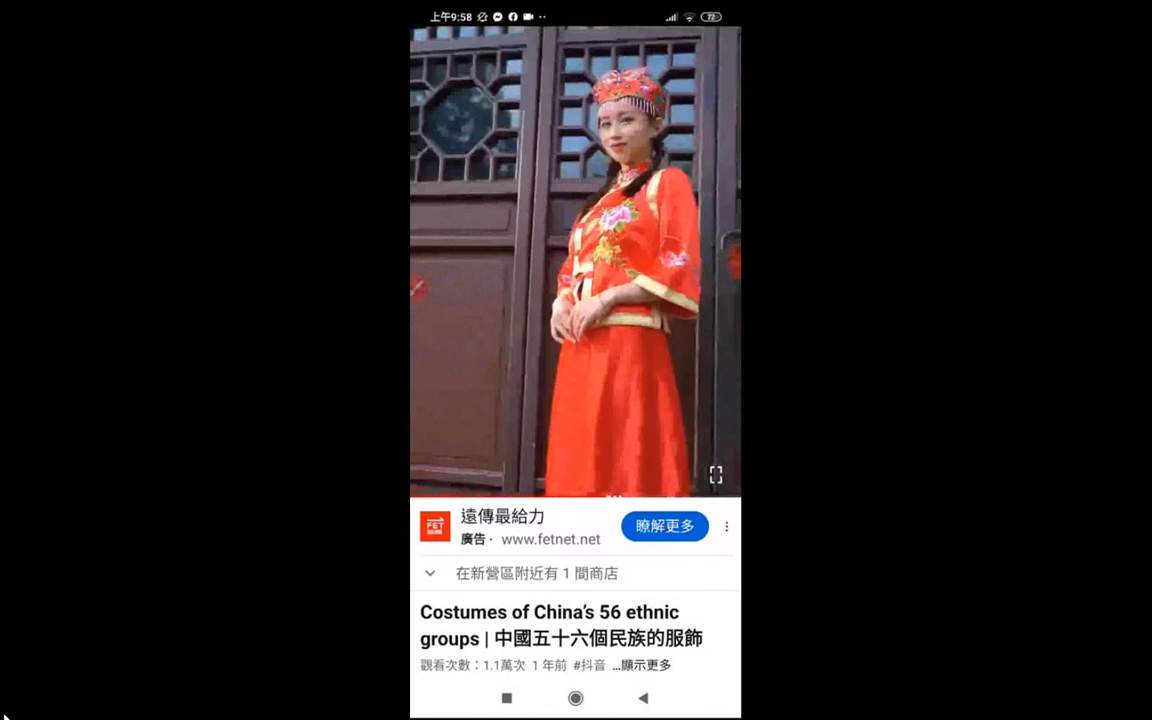 上午9:58
72
遠傳最給力
FET
廣告· www.fetnet.net
瞭解更多
在新營區附近有 1 間商店
Costumes of China's 56 ethnic
groups | 中國五十六個民族的服飾
觀看次數：1.1萬次 1 年前 #抖音 ...顯示更多